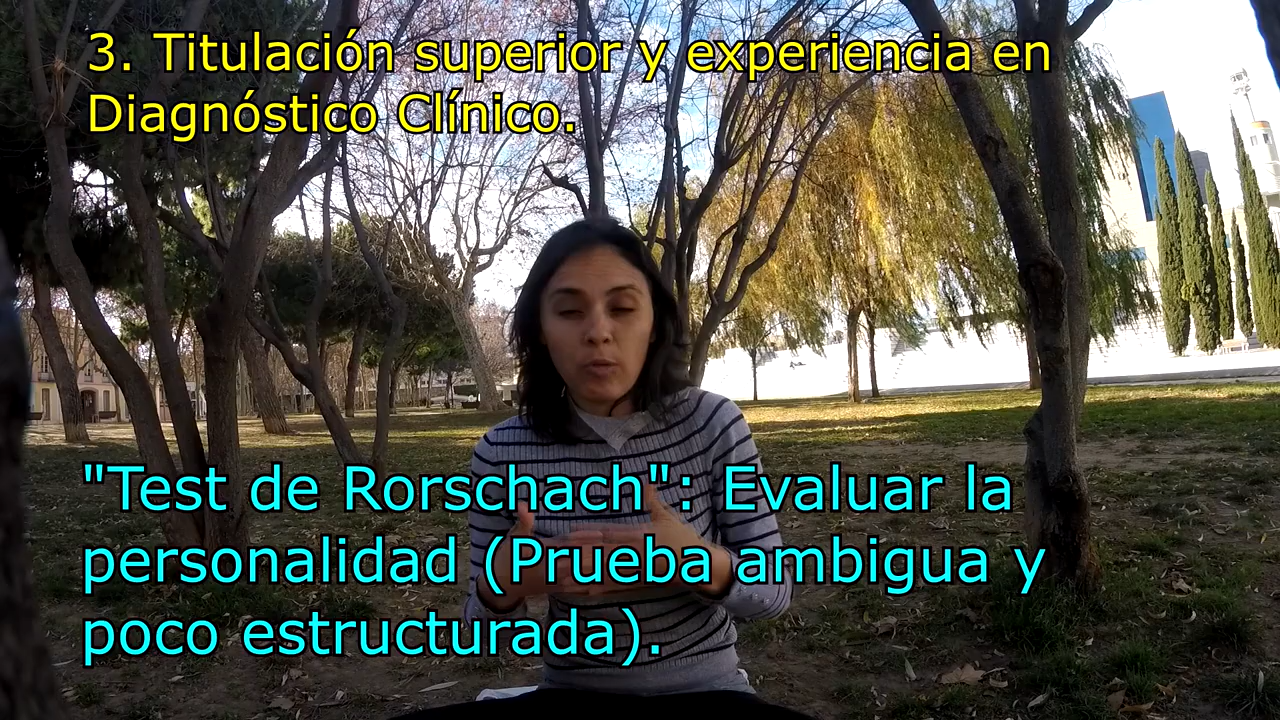 3. Titulación superior y experiencia en
Diagnóstico Clínico.
"Test de Rorschach": Evaluar la
personalidad (Prueba ambigua y
poco estructurada).